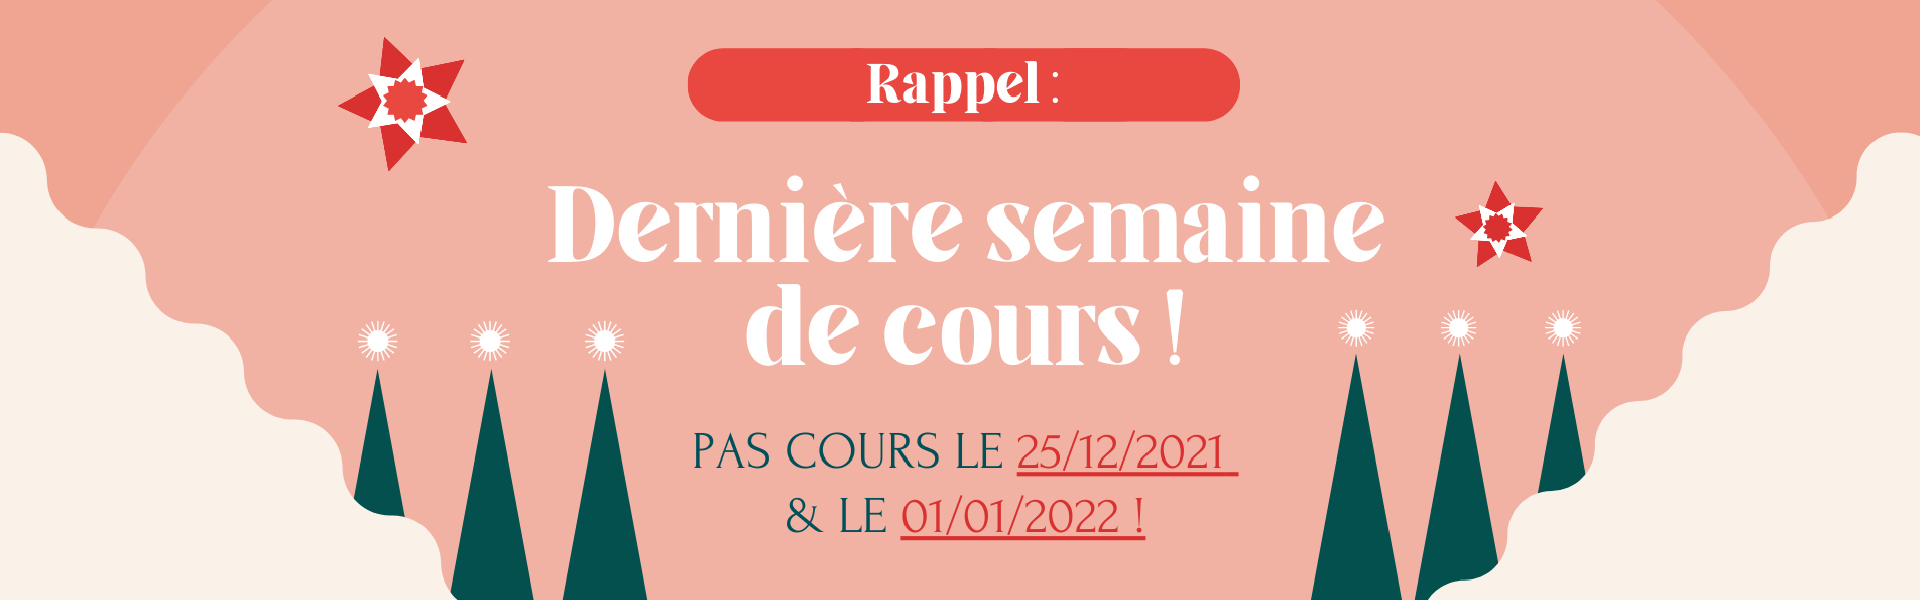 Rappel :
Dernière semaine
de cours !
PAS COURS LE 25/12/2021
& LE 01/01/2022 !